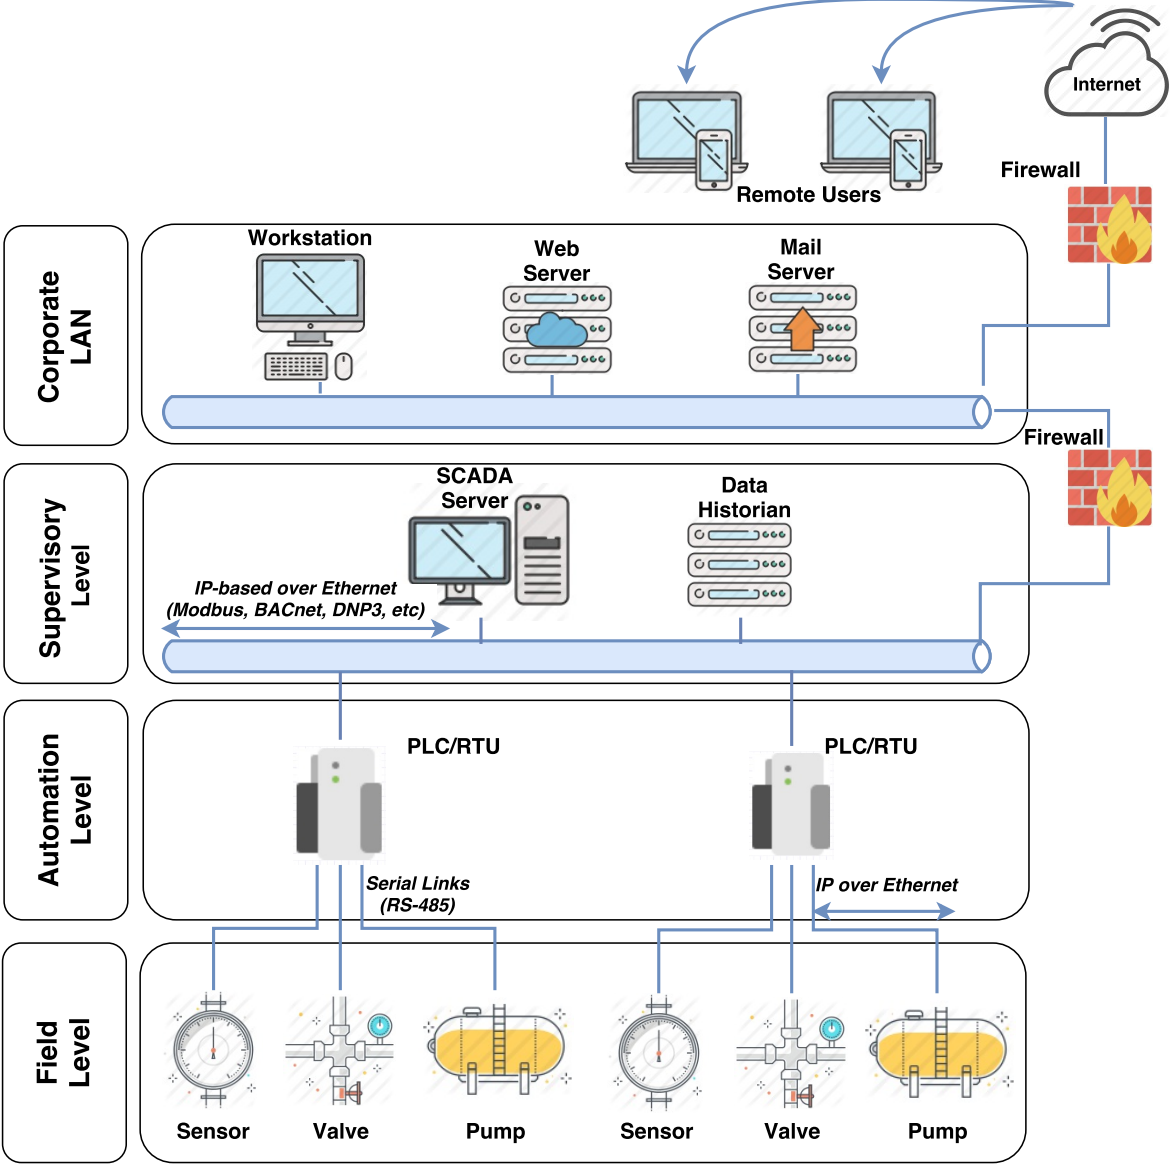 Internet
Firewall
Remote Users
Corporate
LAN
Workstation
Web
Server
Mail
Server
Firewall
Supervisory
Level
SCADA
Server
Data
Historian
IP-based over Ethernet
(Modbus, BACnet, DNP3, etc)
Automation
Level
PLC/RTU
PLC/RTU
Serial Links
(RS-485)
IP over Ethernet
Field
Level
Sensor
Valve
Pump
Sensor
Valve
Pump